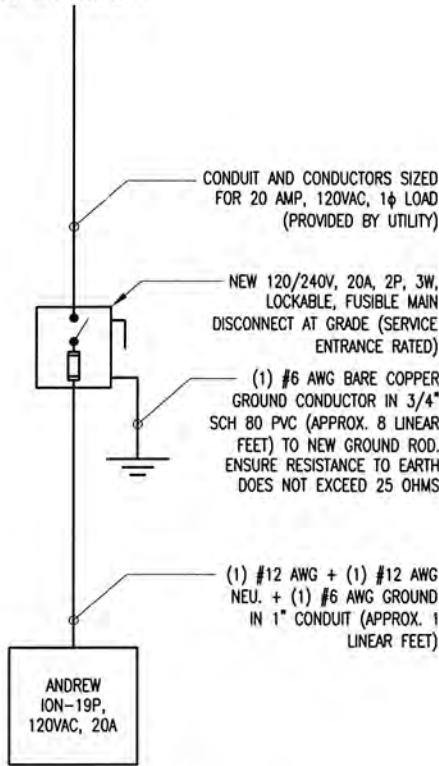 CONDUIT AND CONDUCTORS SIZED
FOR 20 AMP, 120VAC, 1ϕ LOAD
(PROVIDED BY UTILITY)
NEW 120/240V, 20A, 2P, 3W,
LOCKABLE, FUSIBLE MAIN
DISCONNECT AT GRADE (SERVICE
ENTRANCE RATED)
(1) #6 AWG BARE COPPER
GROUND CONDUCTOR IN 3/4"
SCH 80 PVC (APPROX. 8 LINEAR
FEET) TO NEW GROUND ROD.
ENSURE RESISTANCE TO EARTH
DOES NOT EXCEED 25 OHMS
(1) #12 AWG + (1) #12 AWG
NEU. + (1) #6 AWG GROUND
IN 1" CONDUIT (APPROX. 1
LINEAR FEET)
ANDREW
ION-19P,
120VAC, 20A